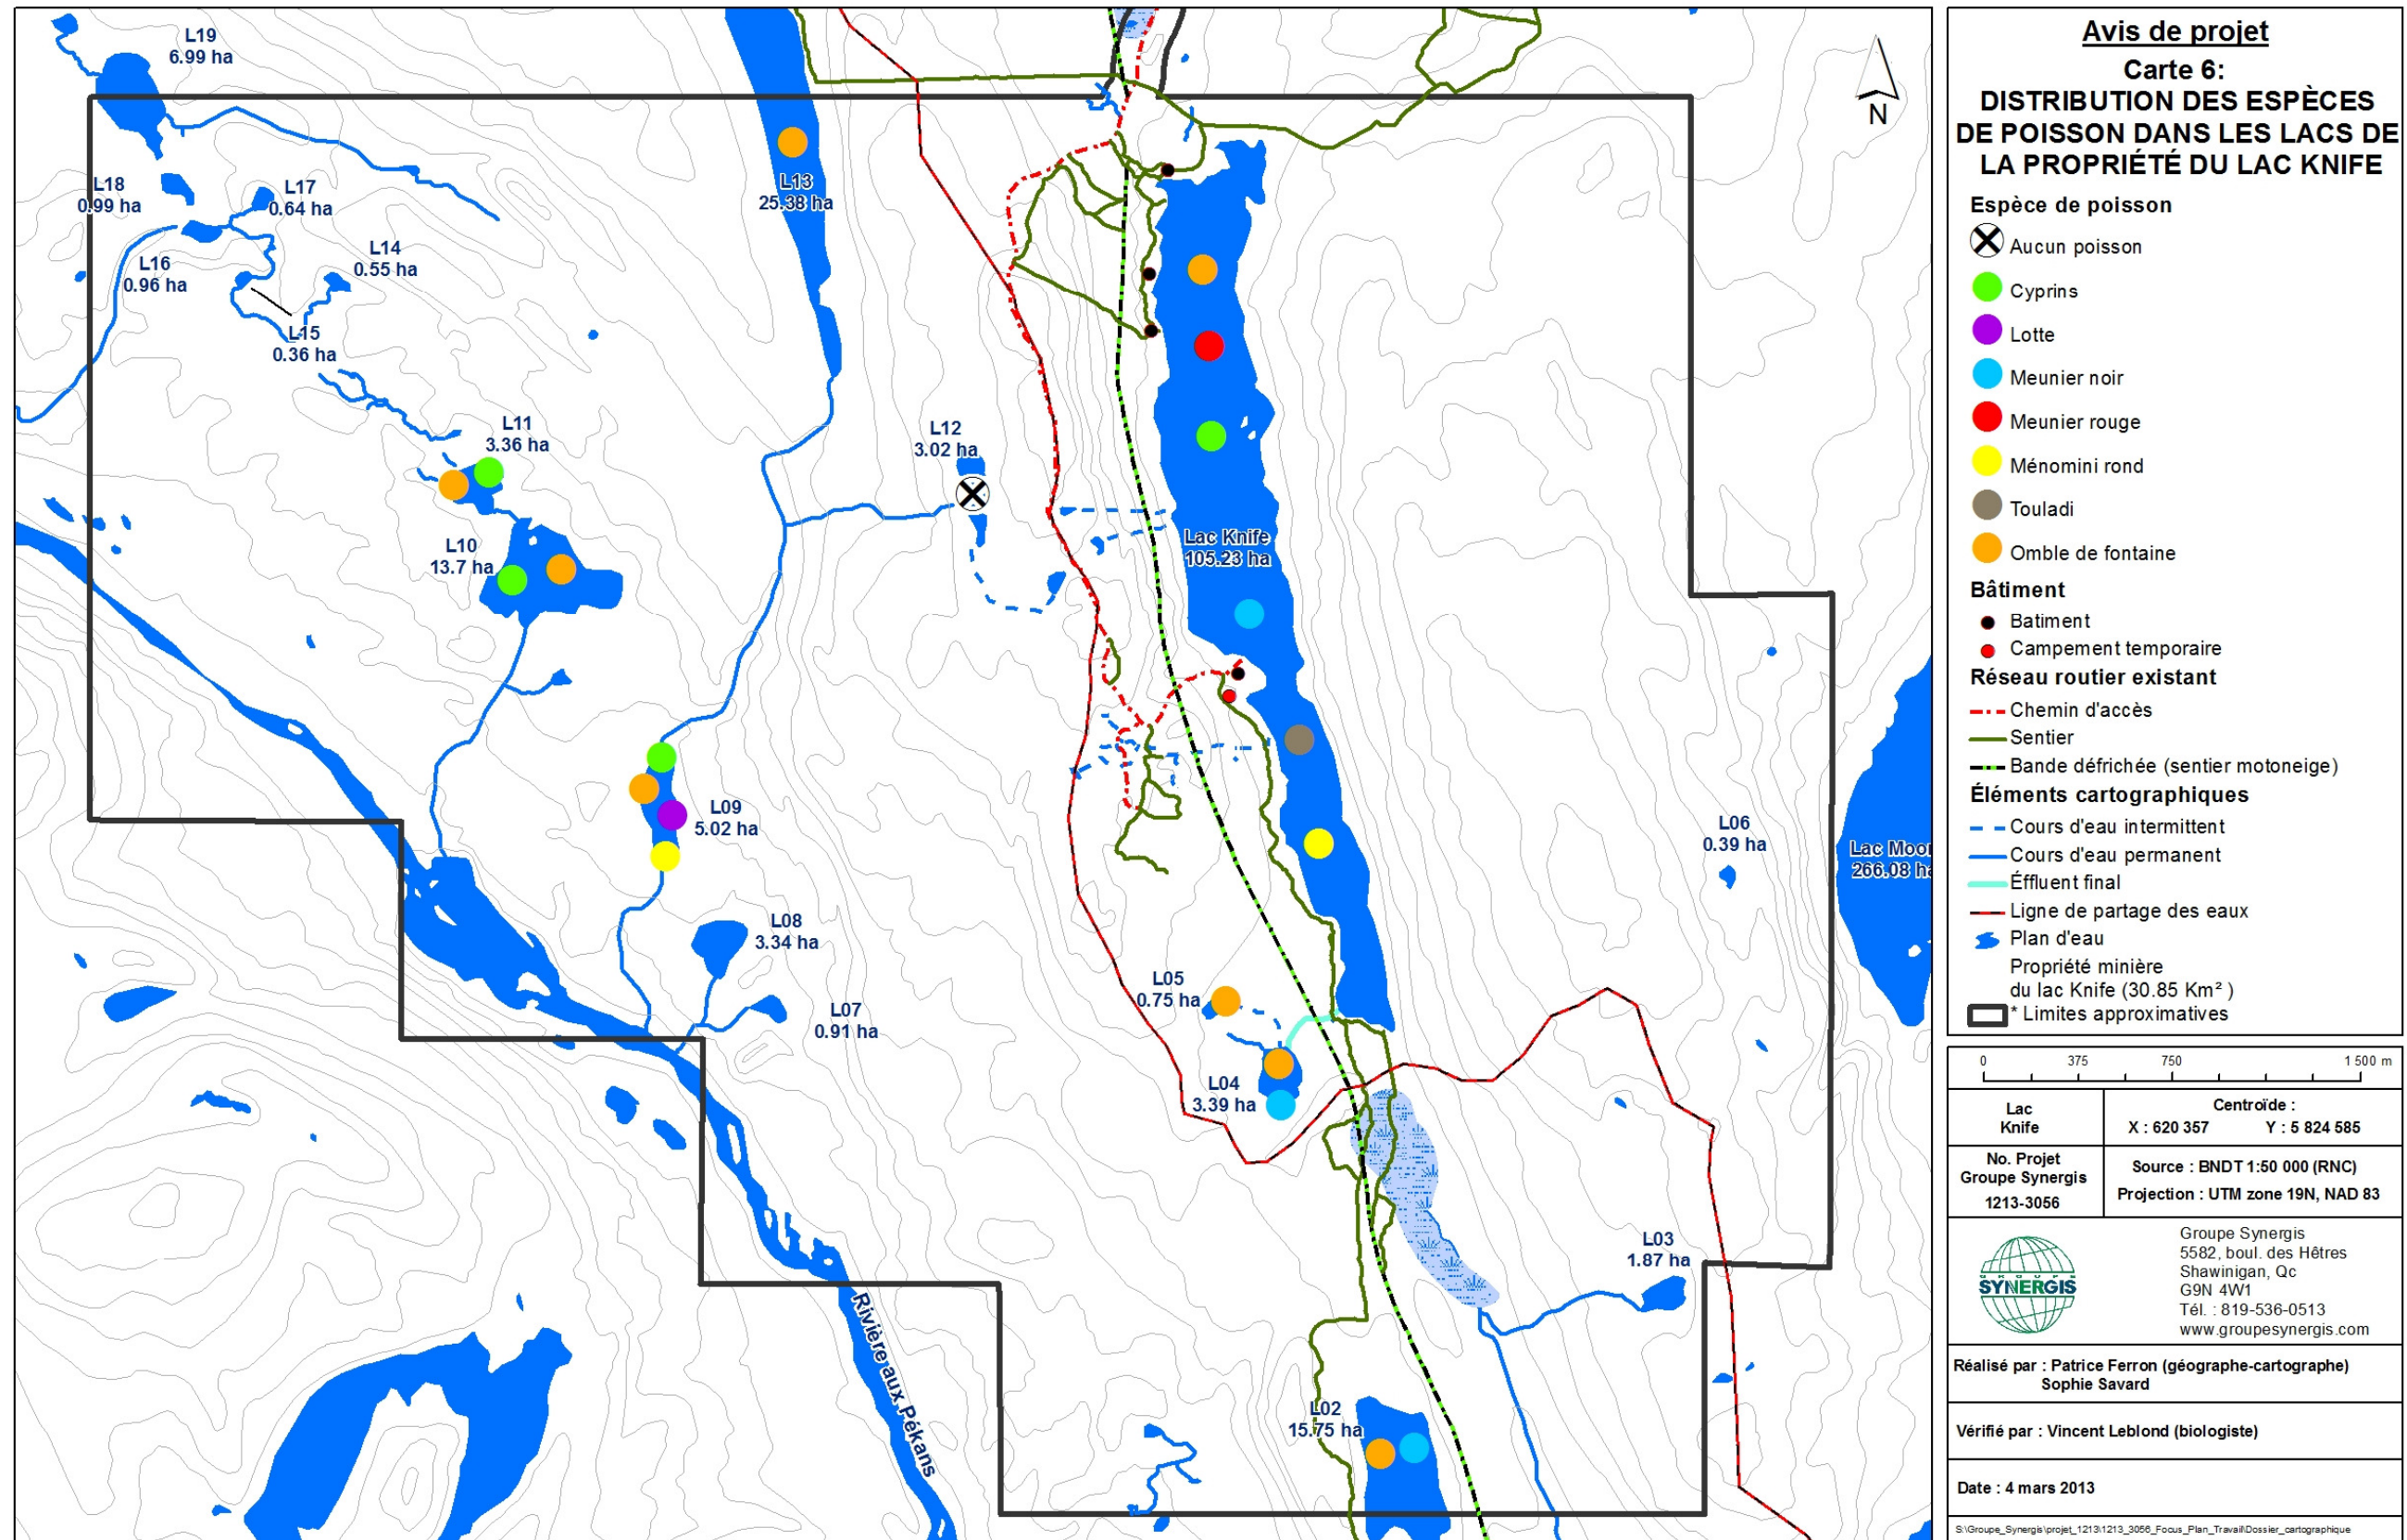 L19
6.99 ha
L18
0.99 ha
L17
0.64 ha
L14
0.55 ha
L16
0.96 ha
L15
0.36 ha
L13
25.38 ha
L12
3.02 ha
L11
3.36 ha
L10
13.7 ha
Lac Knife
105.23 ha
L09
5.02 ha
L08
3.34 ha
L07
0.91 ha
L06
0.39 ha
Lac Moor
266.08 ha
L05
0.75 ha
L04
3.39 ha
L03
1.87 ha
L02
15.75 ha
Rivière aux Pékans
N
Avis de projet
Carte 6:
DISTRIBUTION DES ESPÈCES
DE POISSON DANS LES LACS DE
LA PROPRIÉTÉ DU LAC KNIFE
Espèce de poisson
Aucun poisson
Cyprins
Lotte
Meunier noir
Meunier rouge
Ménomini rond
Touladi
Omble de fontaine
Bâtiment
Batiment
Campement temporaire
Réseau routier existant
Chemin d'accès
Sentier
Bande défrichée (sentier motoneige)
Éléments cartographiques
Cours d'eau intermittent
Cours d'eau permanent
Éffluent final
Ligne de partage des eaux
Plan d'eau
Propriété minière
du lac Knife (30.85 Km² )
* Limites approximatives
0 375 750 1 500 m
Lac
Knife
Centroïde :
X : 620 357 Y : 5 824 585
No. Projet
Groupe Synergis
1213-3056
Source : BNDT 1:50 000 (RNC)
Projection : UTM zone 19N, NAD 83
GROUPE
SYNERGIS
Groupe Synergis
5582, boul. des Hêtres
Shawinigan, Qc
G9N 4W1
Tél. : 819-536-0513
www.groupesynergis.com
Réalisé par : Patrice Ferron (géographe-cartographe)
Sophie Savard
Vérifié par : Vincent Leblond (biologiste)
Date : 4 mars 2013
S:\Groupe_Synergis\projet_1213\1213_3056_Focus_Plan_Travail\Dossier_cartographique